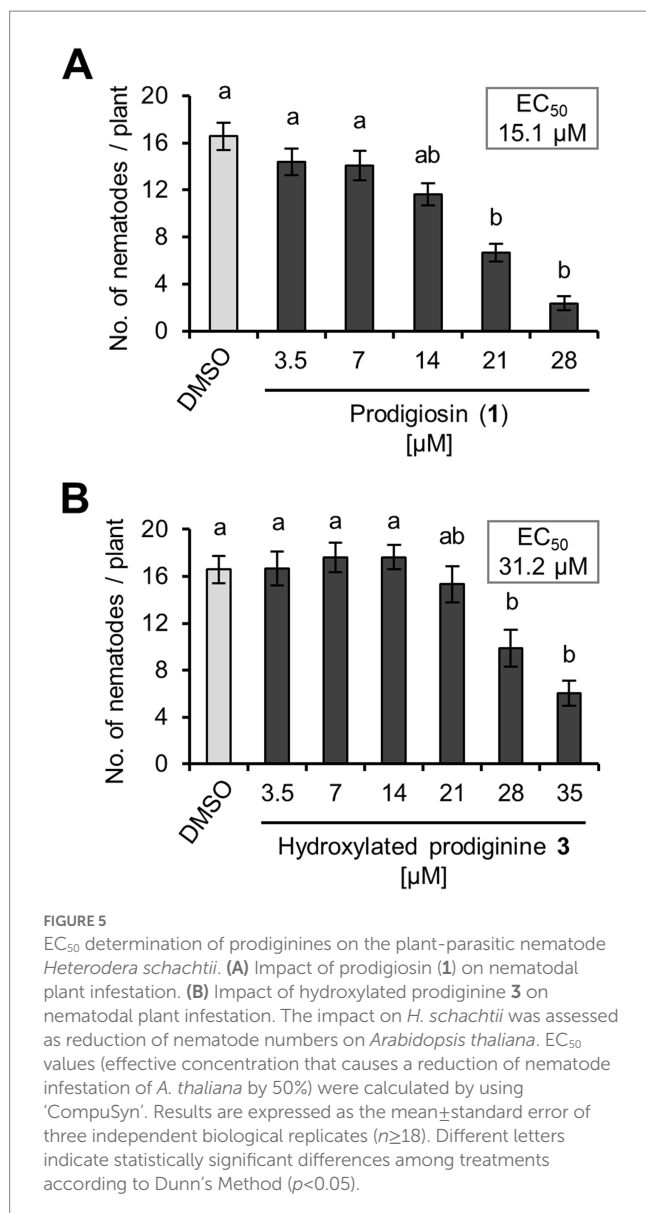 A
No. of nematodes / plant
20
16
12
8
4
0
a
a
a
ab
b
b
EC₅₀
15.1 µM
DMSO
3.5
7
14
21
28
Prodigiosin (1)
[µM]
B
No. of nematodes / plant
20
16
12
8
4
0
a
a
a
a
ab
b
b
EC₅₀
31.2 µM
DMSO
3.5
7
14
21
28
35
Hydroxylated prodiginine 3
[µM]
FIGURE 5
EC₅₀ determination of prodiginines on the plant-parasitic nematode
Heterodera schachtii. (A) Impact of prodigiosin (1) on nematodal
plant infestation. (B) Impact of hydroxylated prodiginine 3 on
nematodal plant infestation. The impact on H. schachtii was assessed
as reduction of nematode numbers on Arabidopsis thaliana. EC₅₀
values (effective concentration that causes a reduction of nematode
infestation of A. thaliana by 50%) were calculated by using
‘CompuSyn’. Results are expressed as the mean±standard error of
three independent biological replicates (n≥18). Different letters
indicate statistically significant differences among treatments
according to Dunn’s Method (p<0.05).